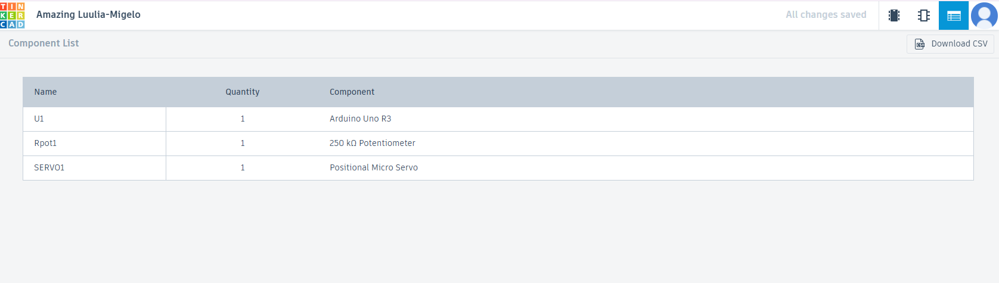 TIN
KER
CAD
Amazing Luulia-Migelo
All changes saved
Component List
Download CSV
Name Quantity Component
U1 1 Arduino Uno R3
Rpot1 1 250 kΩ Potentiometer
SERVO1 1 Positional Micro Servo